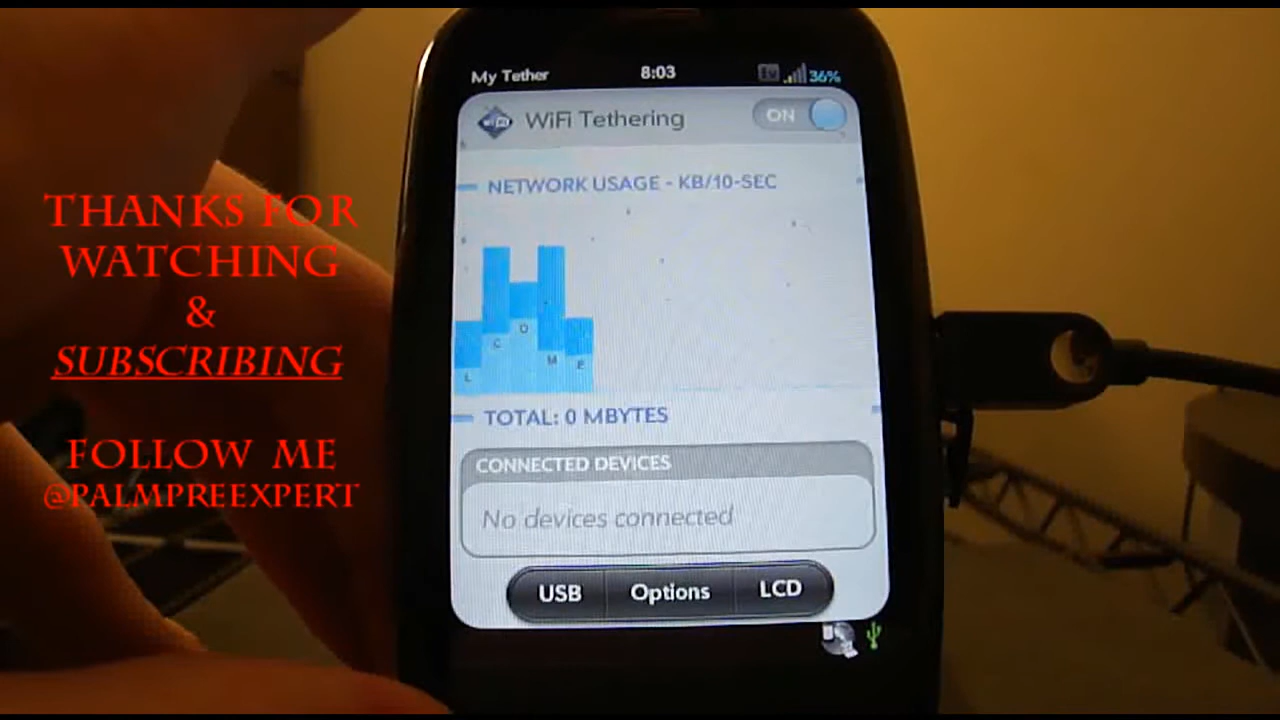 My Tether 8:03 Ev 36%
WiFi Tethering ON
NETWORK USAGE - KB/10-SEC
L C O M E
TOTAL: 0 MBYTES
CONNECTED DEVICES
No devices connected
USB Options LCD
THANKS FOR
WATCHING
&
SUBSCRIBING
FOLLOW ME
@PALMPREEXPERT